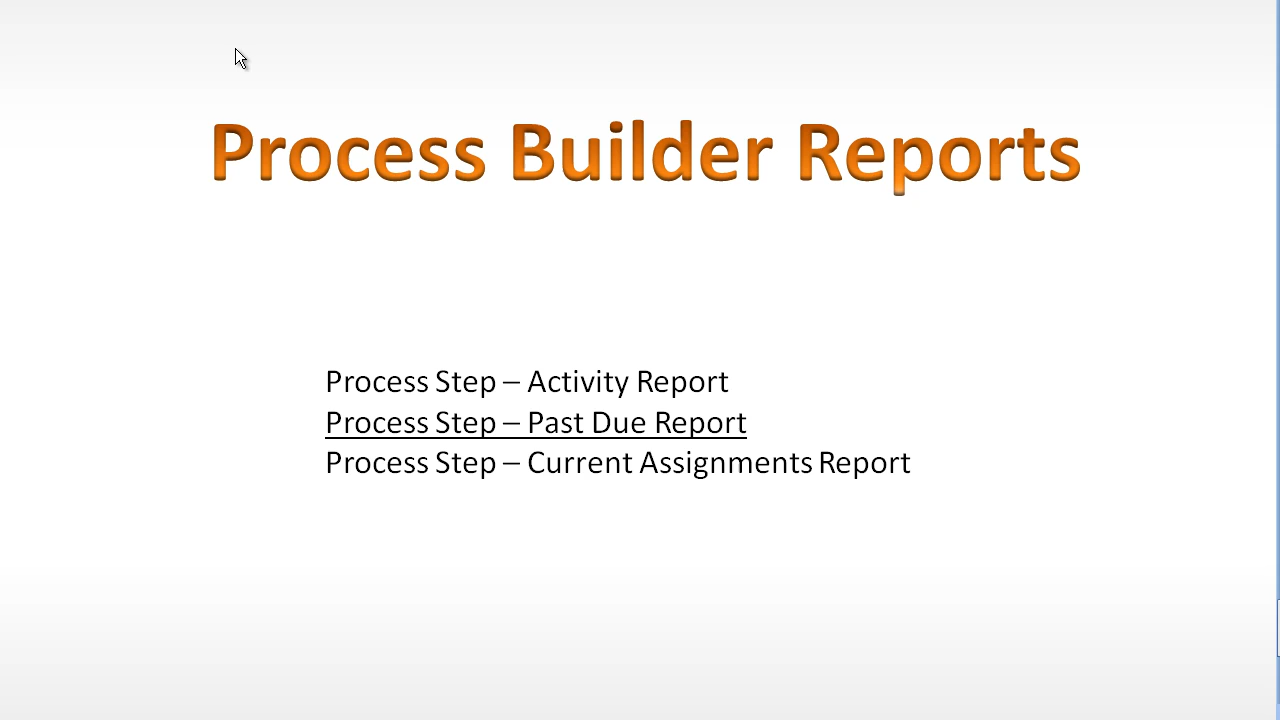 Process Builder Reports
Process Step – Activity Report
Process Step – Past Due Report
Process Step – Current Assignments Report